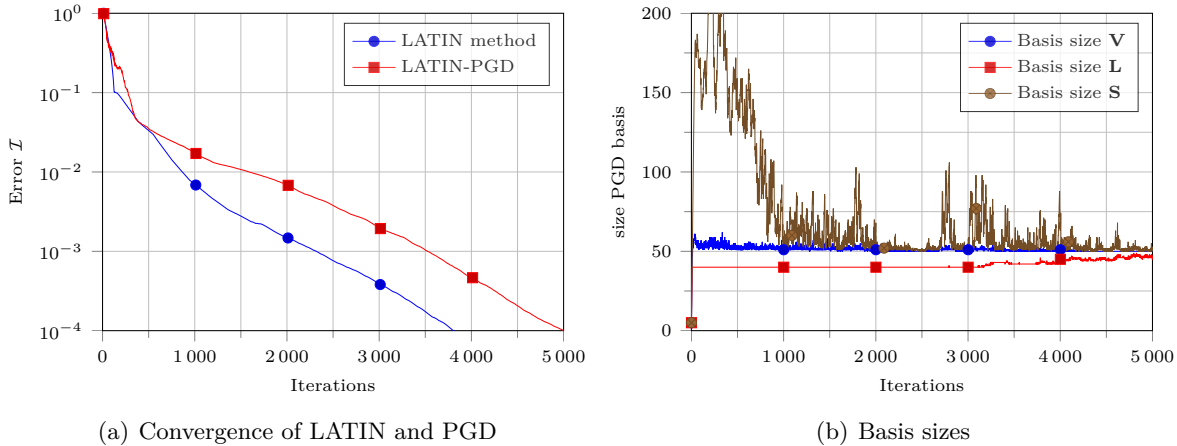 10^0
10^−1
10^−2
10^−3
10^−4
Error I
0
1 000
2 000
3 000
4 000
5 000
Iterations
LATIN method
LATIN-PGD
(a) Convergence of LATIN and PGD
200
150
100
50
0
size PGD basis
0
1 000
2 000
3 000
4 000
5 000
Iterations
Basis size V
Basis size L
Basis size S
(b) Basis sizes